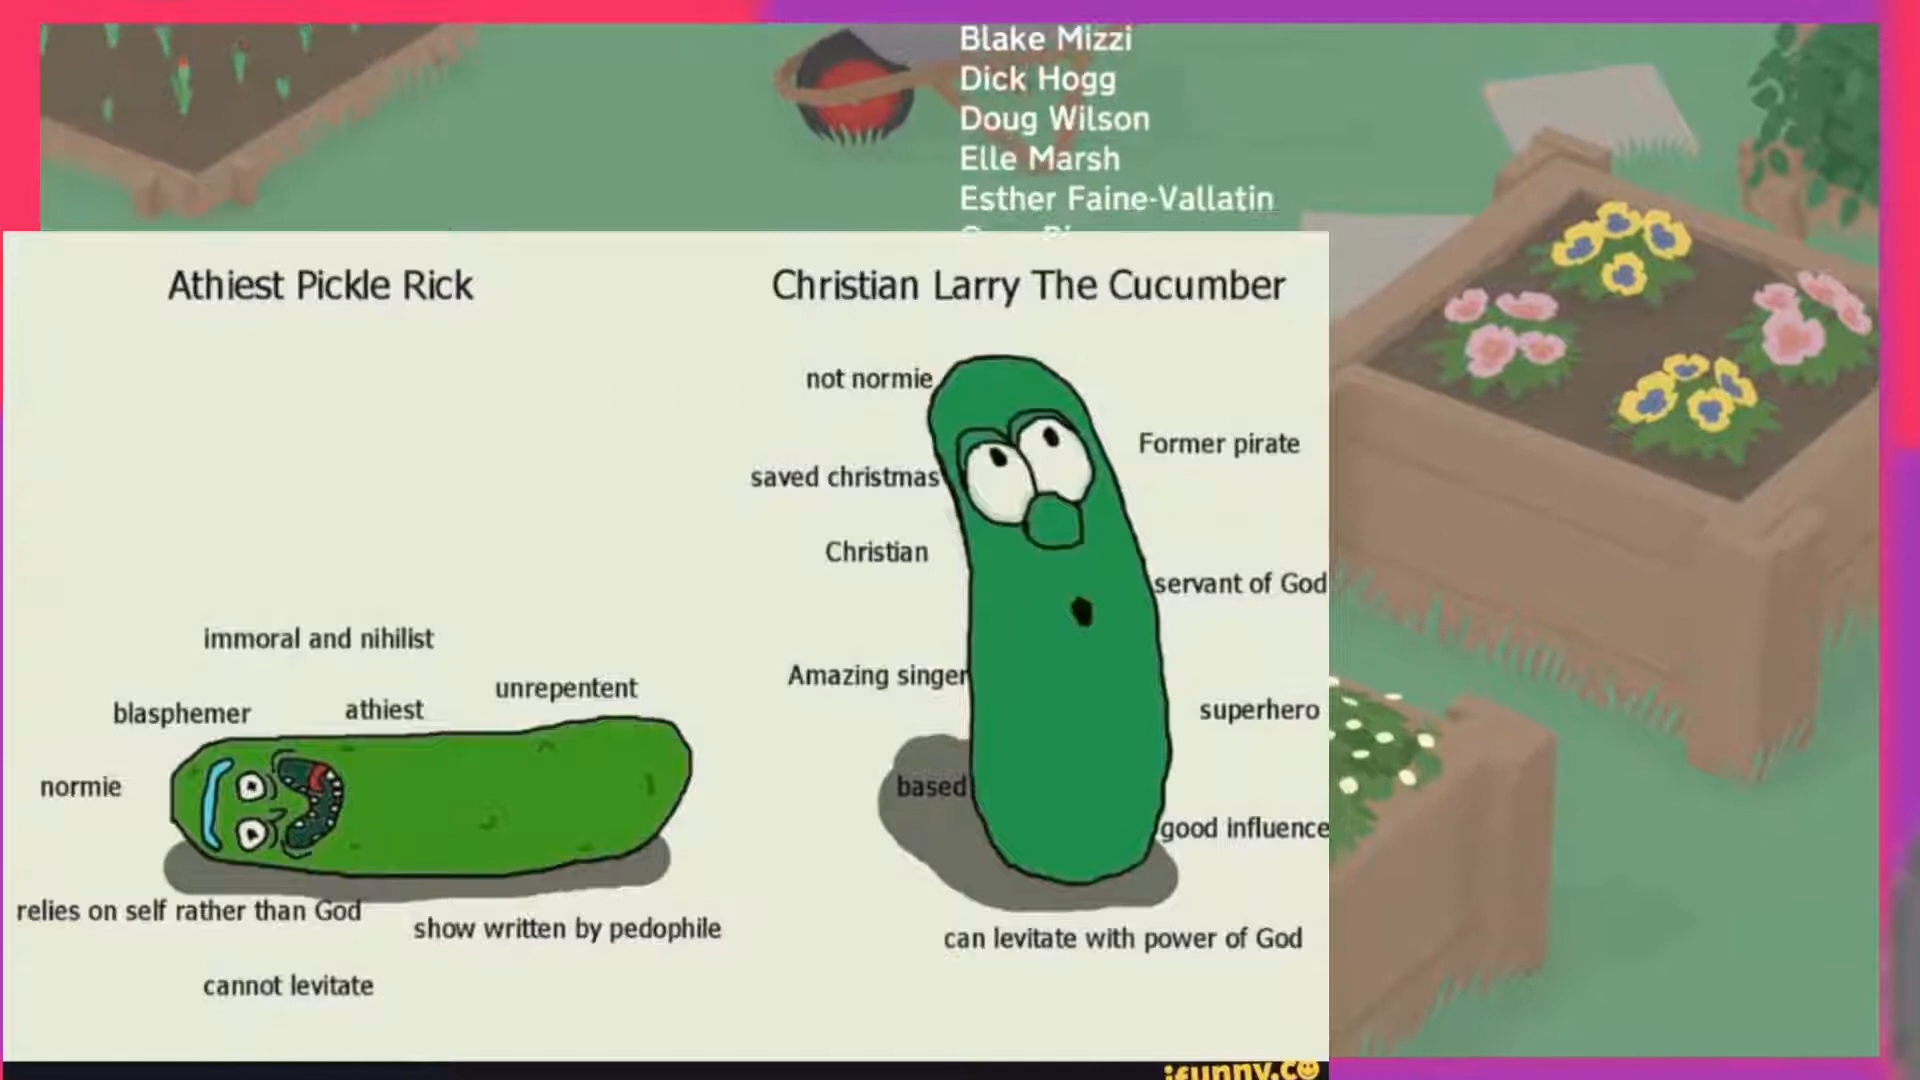 Blake Mizzi
Dick Hogg
Doug Wilson
Elle Marsh
Esther Faine-Vallatin
Athiest Pickle Rick
immoral and nihilist
unrepentent
blasphemer
athiest
normie
relies on self rather than God
show written by pedophile
cannot levitate
Christian Larry The Cucumber
not normie
Former pirate
saved christmas
Christian
servant of God
Amazing singer
superhero
based
good influence
can levitate with power of God
ifunny.co